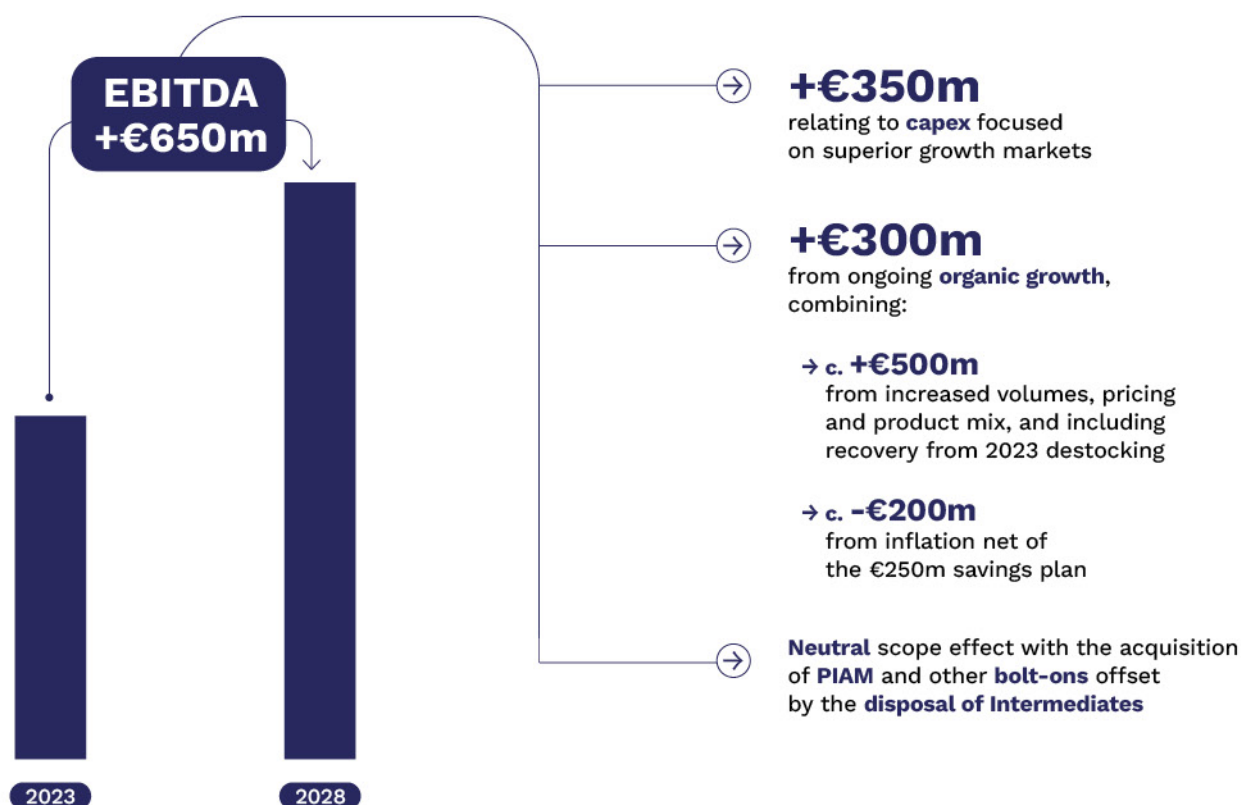 EBITDA
+€650m
2023
2028
+€350m
relating to capex focused
on superior growth markets
+€300m
from ongoing organic growth,
combining:
→ c. +€500m
from increased volumes, pricing
and product mix, and including
recovery from 2023 destocking
→ c. -€200m
from inflation net of
the €250m savings plan
Neutral scope effect with the acquisition
of PIAM and other bolt-ons offset
by the disposal of Intermediates